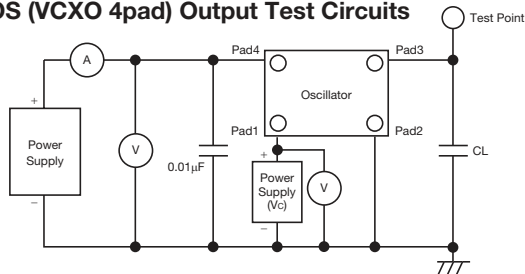 OS (VCXO 4pad) Output Test Circuits
Test Point
A
Pad4
Pad3
Oscillator
+
Power
Supply
−
V
0.01μF
Pad1
Pad2
+
Power
Supply
(Vc)
−
V
CL